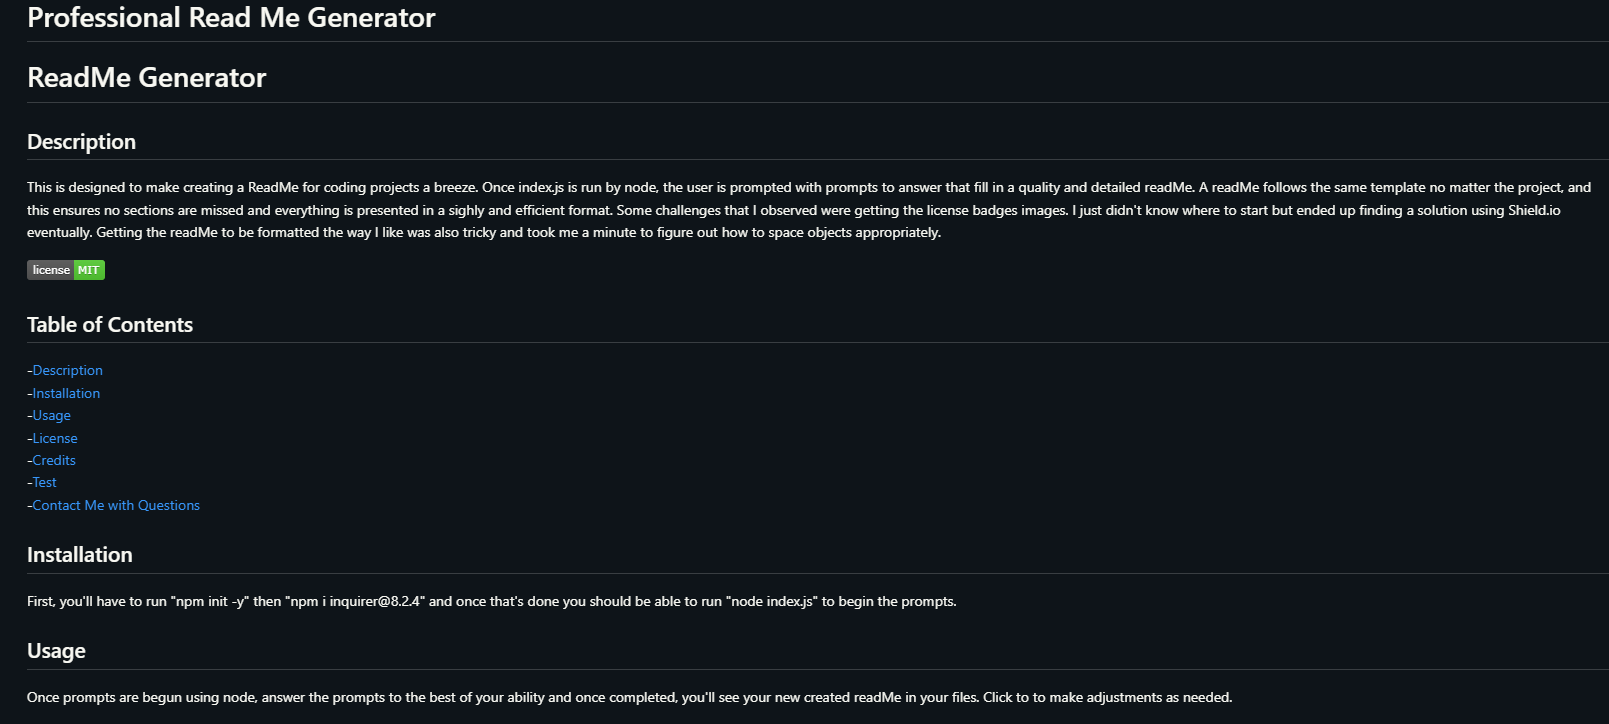 Professional Read Me Generator
ReadMe Generator
Description
This is designed to make creating a ReadMe for coding projects a breeze. Once index.js is run by node, the user is prompted with prompts to answer that fill in a quality and detailed readMe. A readMe follows the same template no matter the project, and
this ensures no sections are missed and everything is presented in a sighly and efficient format. Some challenges that I observed were getting the license badges images. I just didn't know where to start but ended up finding a solution using Shield.io
eventually. Getting the readMe to be formatted the way I like was also tricky and took me a minute to figure out how to space objects appropriately.
license MIT
Table of Contents
-Description
-Installation
-Usage
-License
-Credits
-Test
-Contact Me with Questions
Installation
First, you'll have to run "npm init -y" then "npm i inquirer@8.2.4" and once that's done you should be able to run "node index.js" to begin the prompts.
Usage
Once prompts are begun using node, answer the prompts to the best of your ability and once completed, you'll see your new created readMe in your files. Click to to make adjustments as needed.